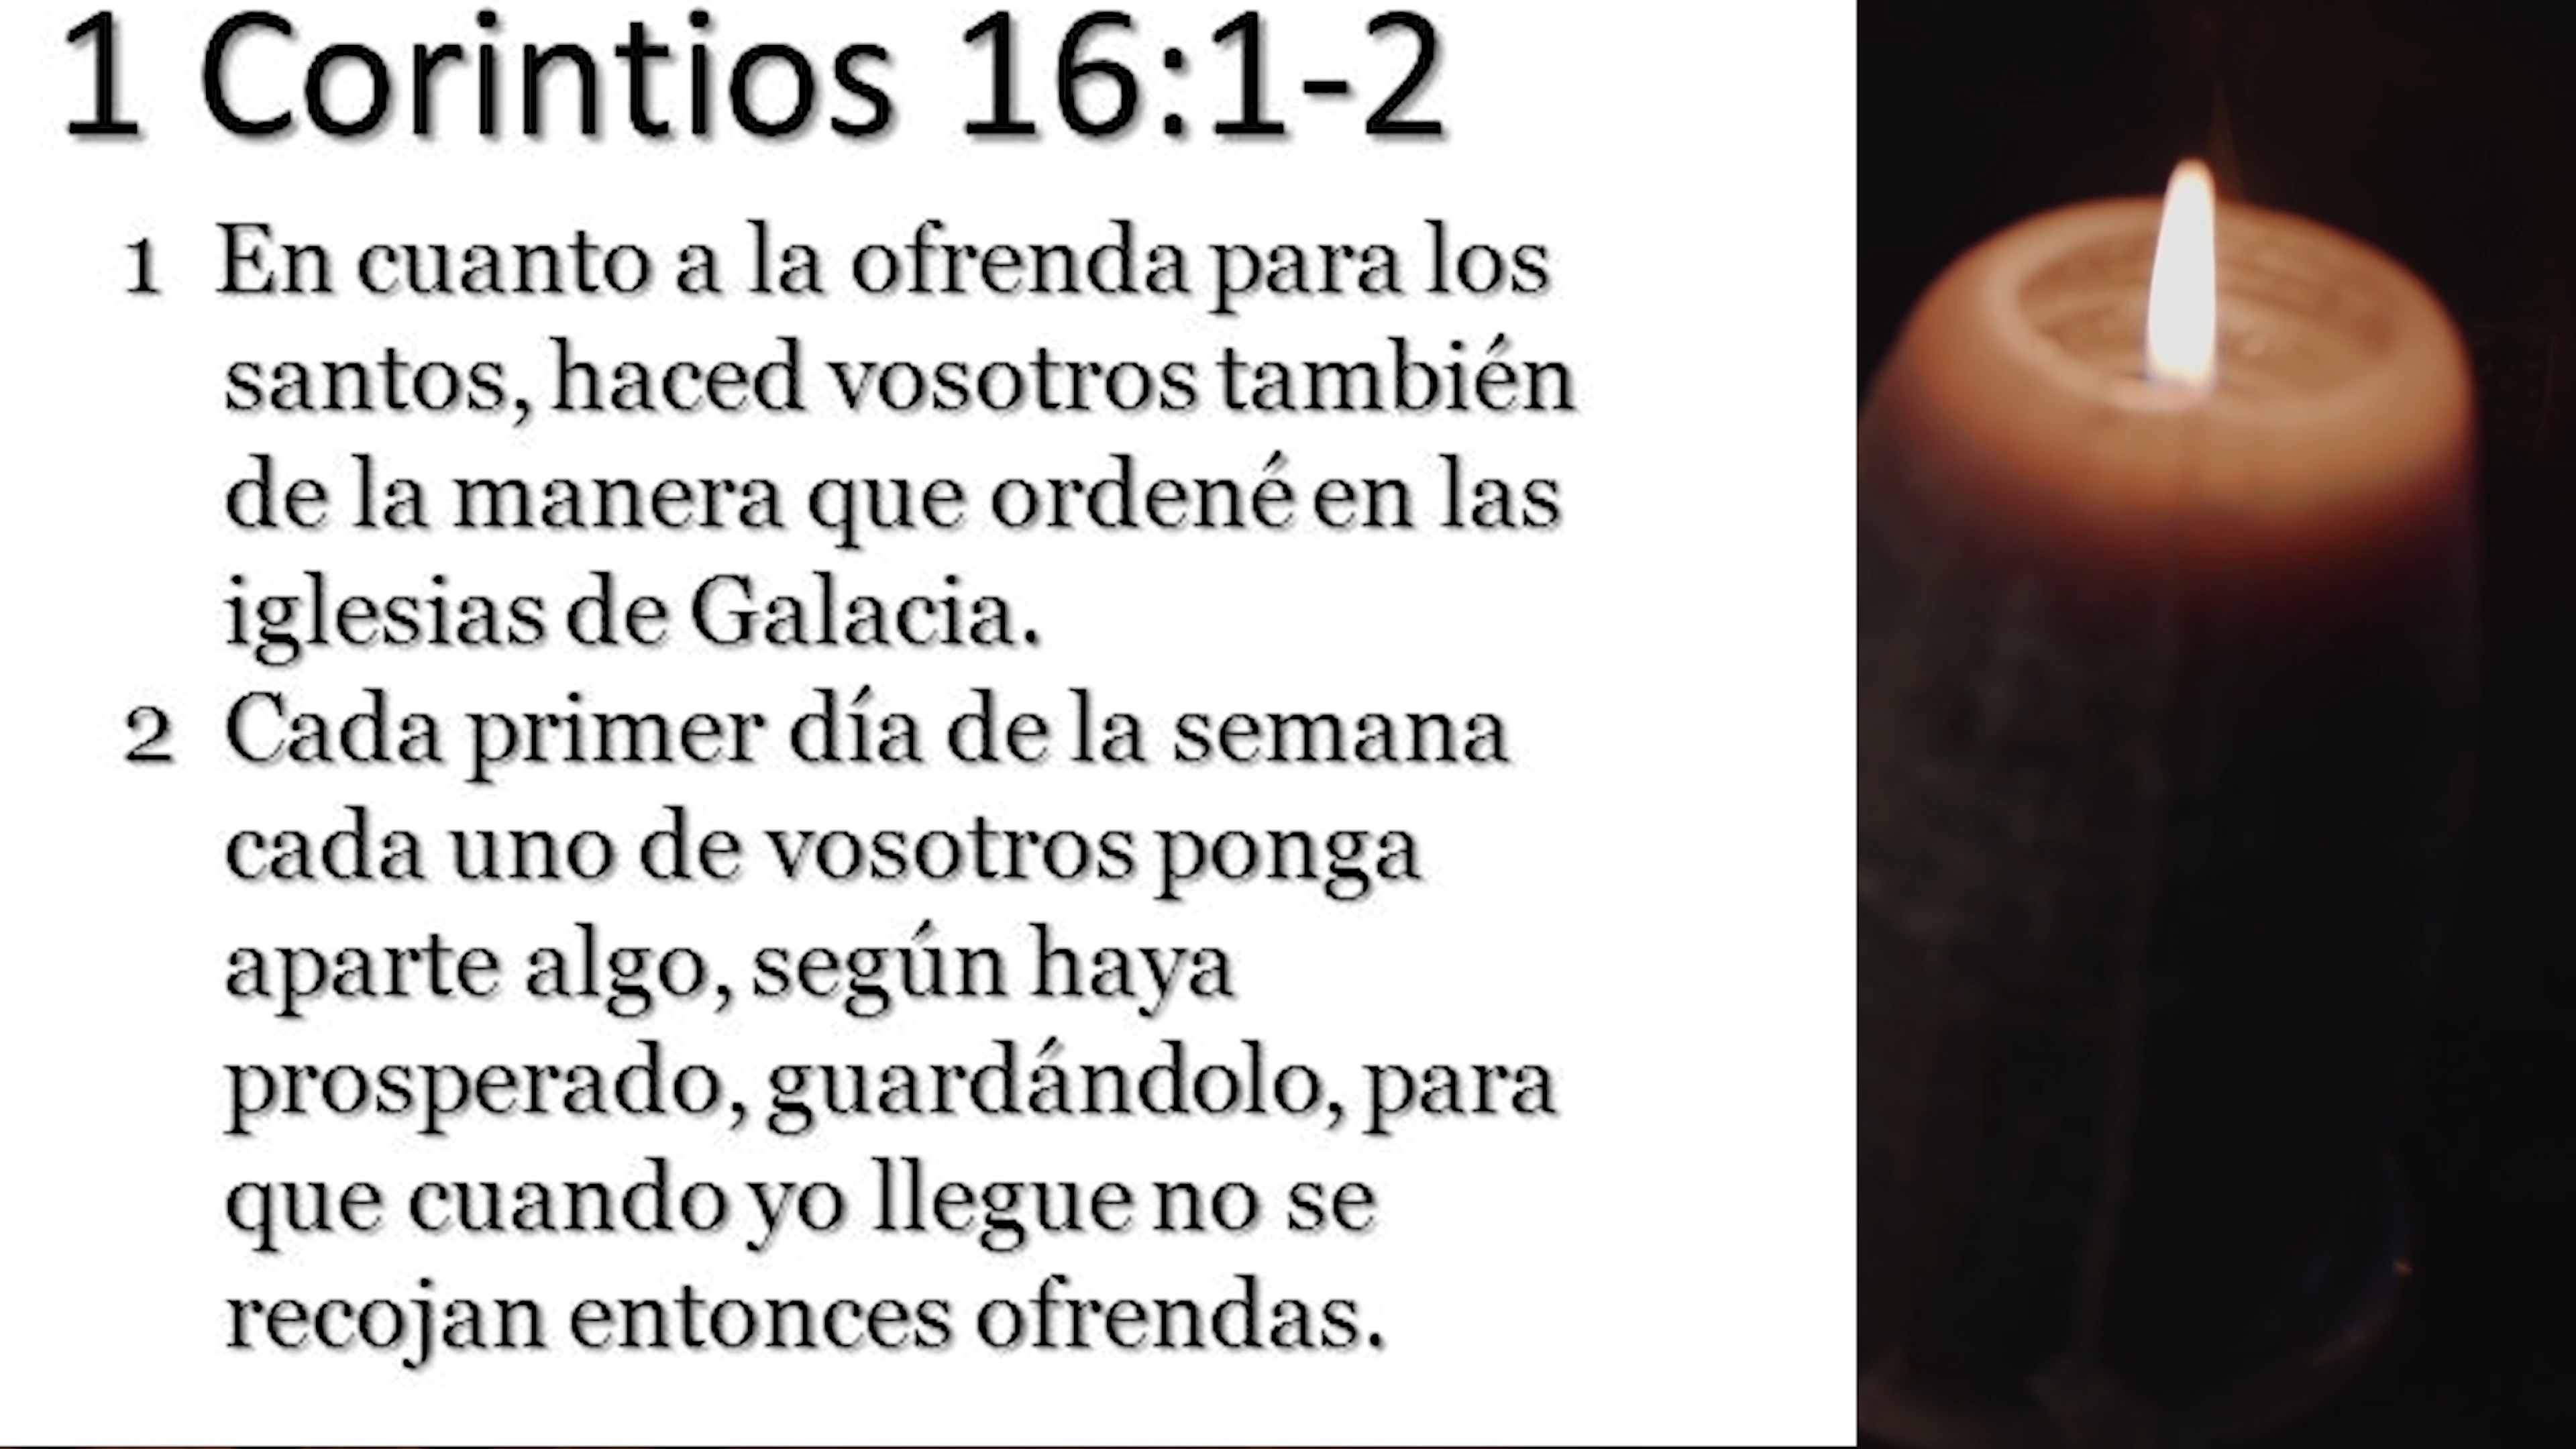 1 Corintios 16:1-2
1 En cuanto a la ofrenda para los
santos, haced vosotros también
de la manera que ordené en las
iglesias de Galacia.
2 Cada primer día de la semana
cada uno de vosotros ponga
aparte algo, según haya
prosperado, guardándolo, para
que cuando yo llegue no se
recojan entonces ofrendas.